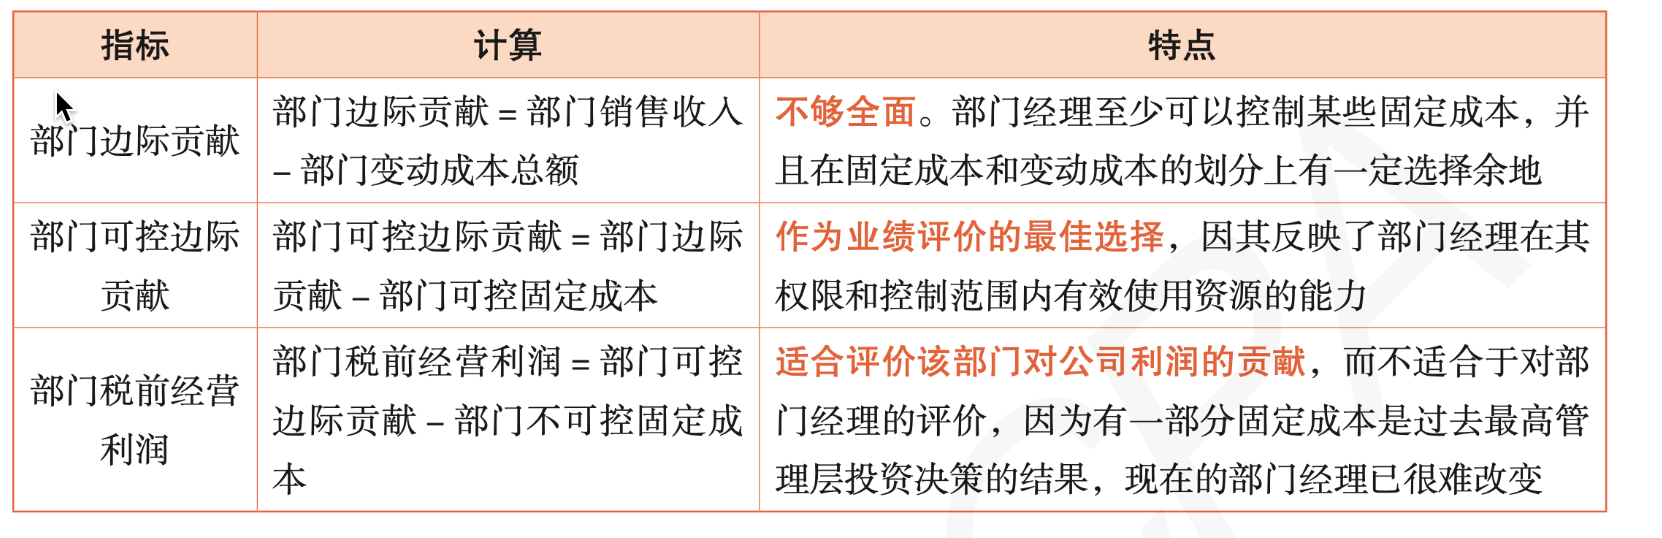 指标
计算
特点
部门边际贡献
部门边际贡献 = 部门销售收入
– 部门变动成本总额
不够全面。部门经理至少可以控制某些固定成本，并
且在固定成本和变动成本的划分上有一定选择余地
部门可控边际
贡献
部门可控边际贡献 = 部门边际
贡献 – 部门可控固定成本
作为业绩评价的最佳选择，因其反映了部门经理在其
权限和控制范围内有效使用资源的能力
部门税前经营
利润
部门税前经营利润 = 部门可控
边际贡献 – 部门不可控固定成
本
适合评价该部门对公司利润的贡献，而不适合于对部
门经理的评价，因为有一部分固定成本是过去最高管
理层投资决策的结果，现在的部门经理已很难改变
CPA